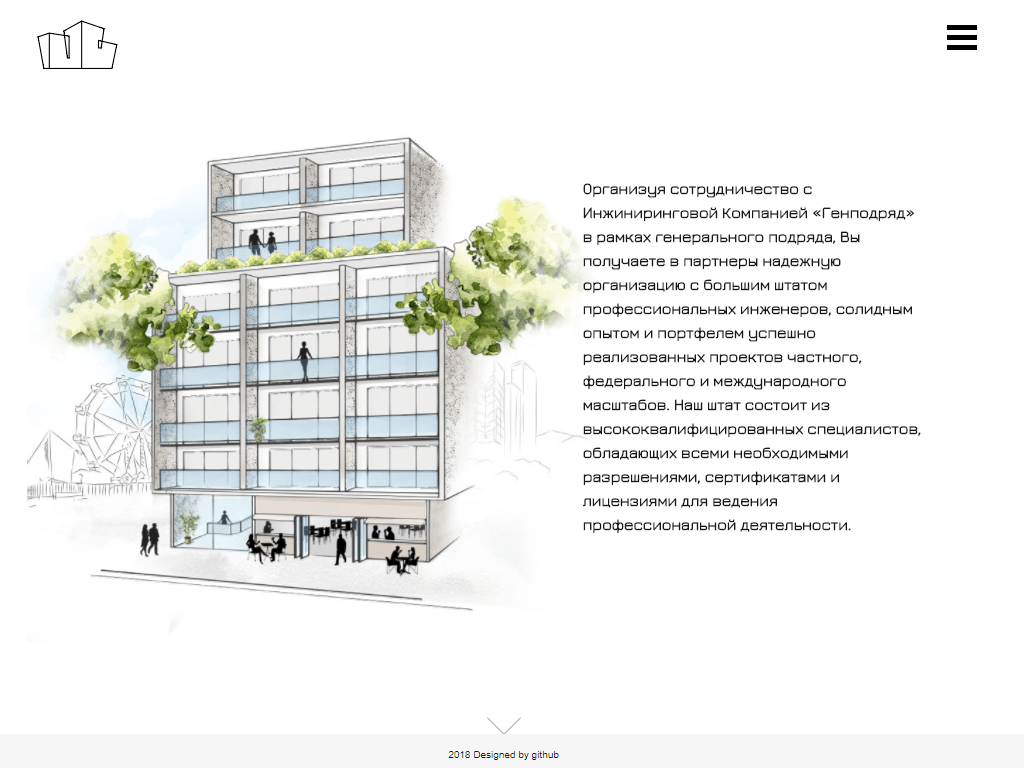 Организуя сотрудничество с
Инжиниринговой Компанией «Генподряд»
в рамках генерального подряда, Вы
получаете в партнеры надежную
организацию с большим штатом
профессиональных инженеров, солидным
опытом и портфелем успешно
реализованных проектов частного,
федерального и международного
масштабов. Наш штат состоит из
высококвалифицированных специалистов,
обладающих всеми необходимыми
разрешениями, сертификатами и
лицензиями для ведения
профессиональной деятельности.
2018 Designed by github